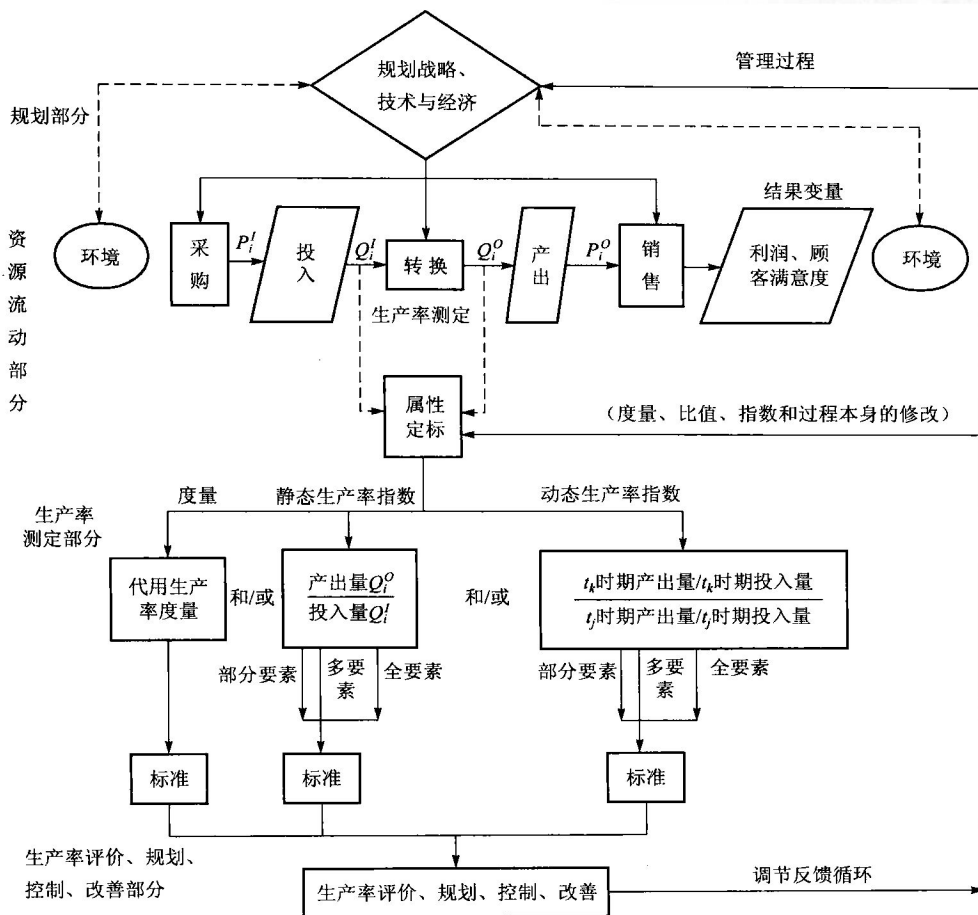 规划战略、
技术与经济
管理过程
规划部分
结果变量
资源流动部分
环境
采购
P_i^I
投入
Q_i^I
转换
Q_i^O
产出
P_i^O
销售
利润、顾
客满意度
环境
生产率测定
属性
定标
(度量、比值、指数和过程本身的修改)
度量
静态生产率指数
动态生产率指数
生产率
测定部分
代用生产
率度量
和/或
产出量Q_i^O
投入量Q_i^I
和/或
t_k时期产出量/t_k时期投入量
t_j时期产出量/t_j时期投入量
部分要素
多要素
全要素
部分要素
多要素
全要素
标准
标准
标准
生产率评价、规划、
控制、改善部分
生产率评价、规划、控制、改善
调节反馈循环